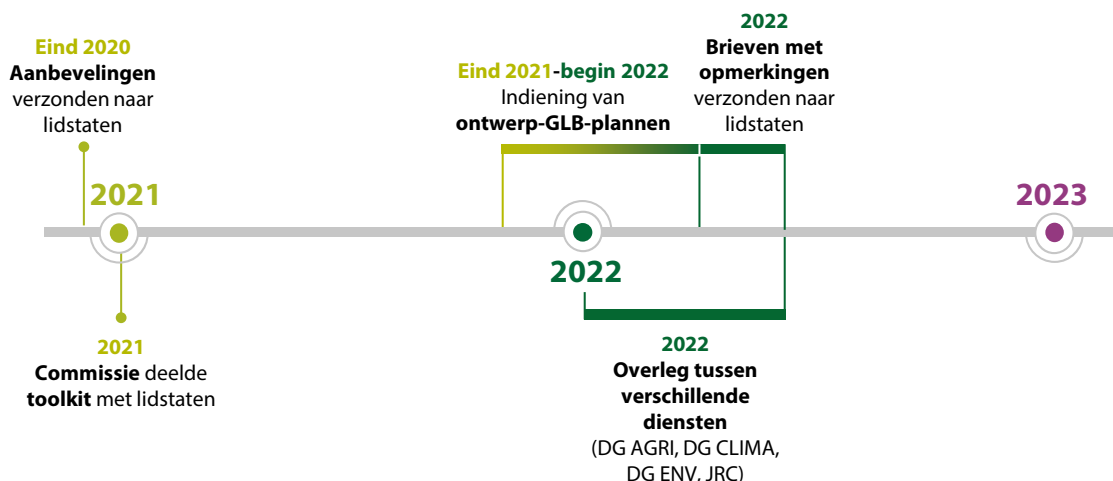 Eind 2020
Aanbevelingen
verzonden naar
lidstaten
2021
2021
Commissie deelde
toolkit met lidstaten
Eind 2021-begin 2022
Indiening van
ontwerp-GLB-plannen
2022
Brieven met
opmerkingen
verzonden naar
lidstaten
2022
2022
Overleg tussen
verschillende
diensten
(DG AGRI, DG CLIMA,
DG ENV, JRC)
2023